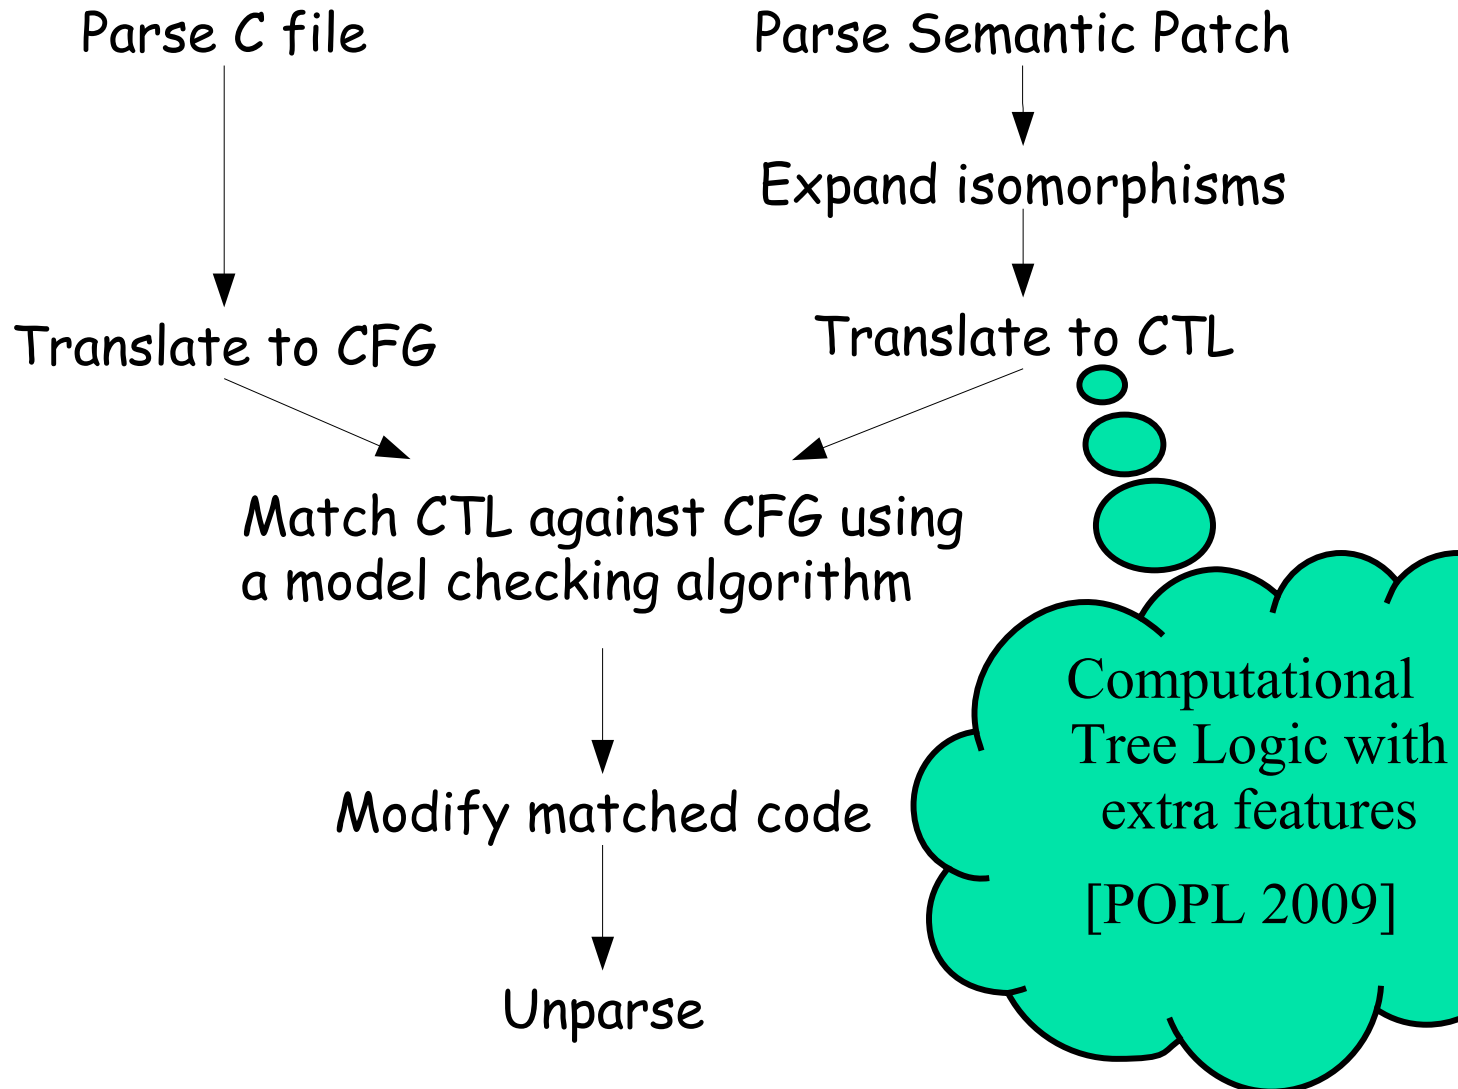 Parse C file
Parse Semantic Patch
Expand isomorphisms
Translate to CFG
Translate to CTL
Match CTL against CFG using
a model checking algorithm
Modify matched code
Unparse
Computational
Tree Logic with
extra features
[POPL 2009]